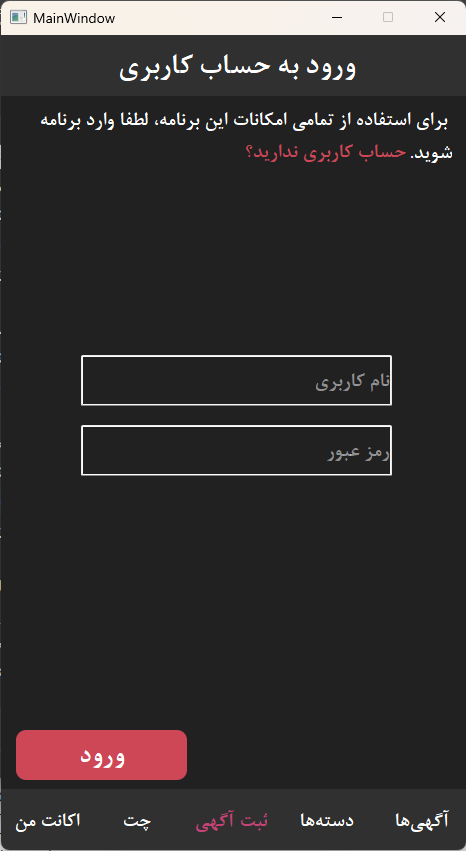 MainWindow
ورود به حساب کاربری
برای استفاده از تمامی امکانات این برنامه، لطفا وارد برنامه
شوید. حساب کاربری ندارید؟
نام کاربری
رمز عبور
ورود
آگهی‌ها دسته‌ها ثبت آگهی چت اکانت من